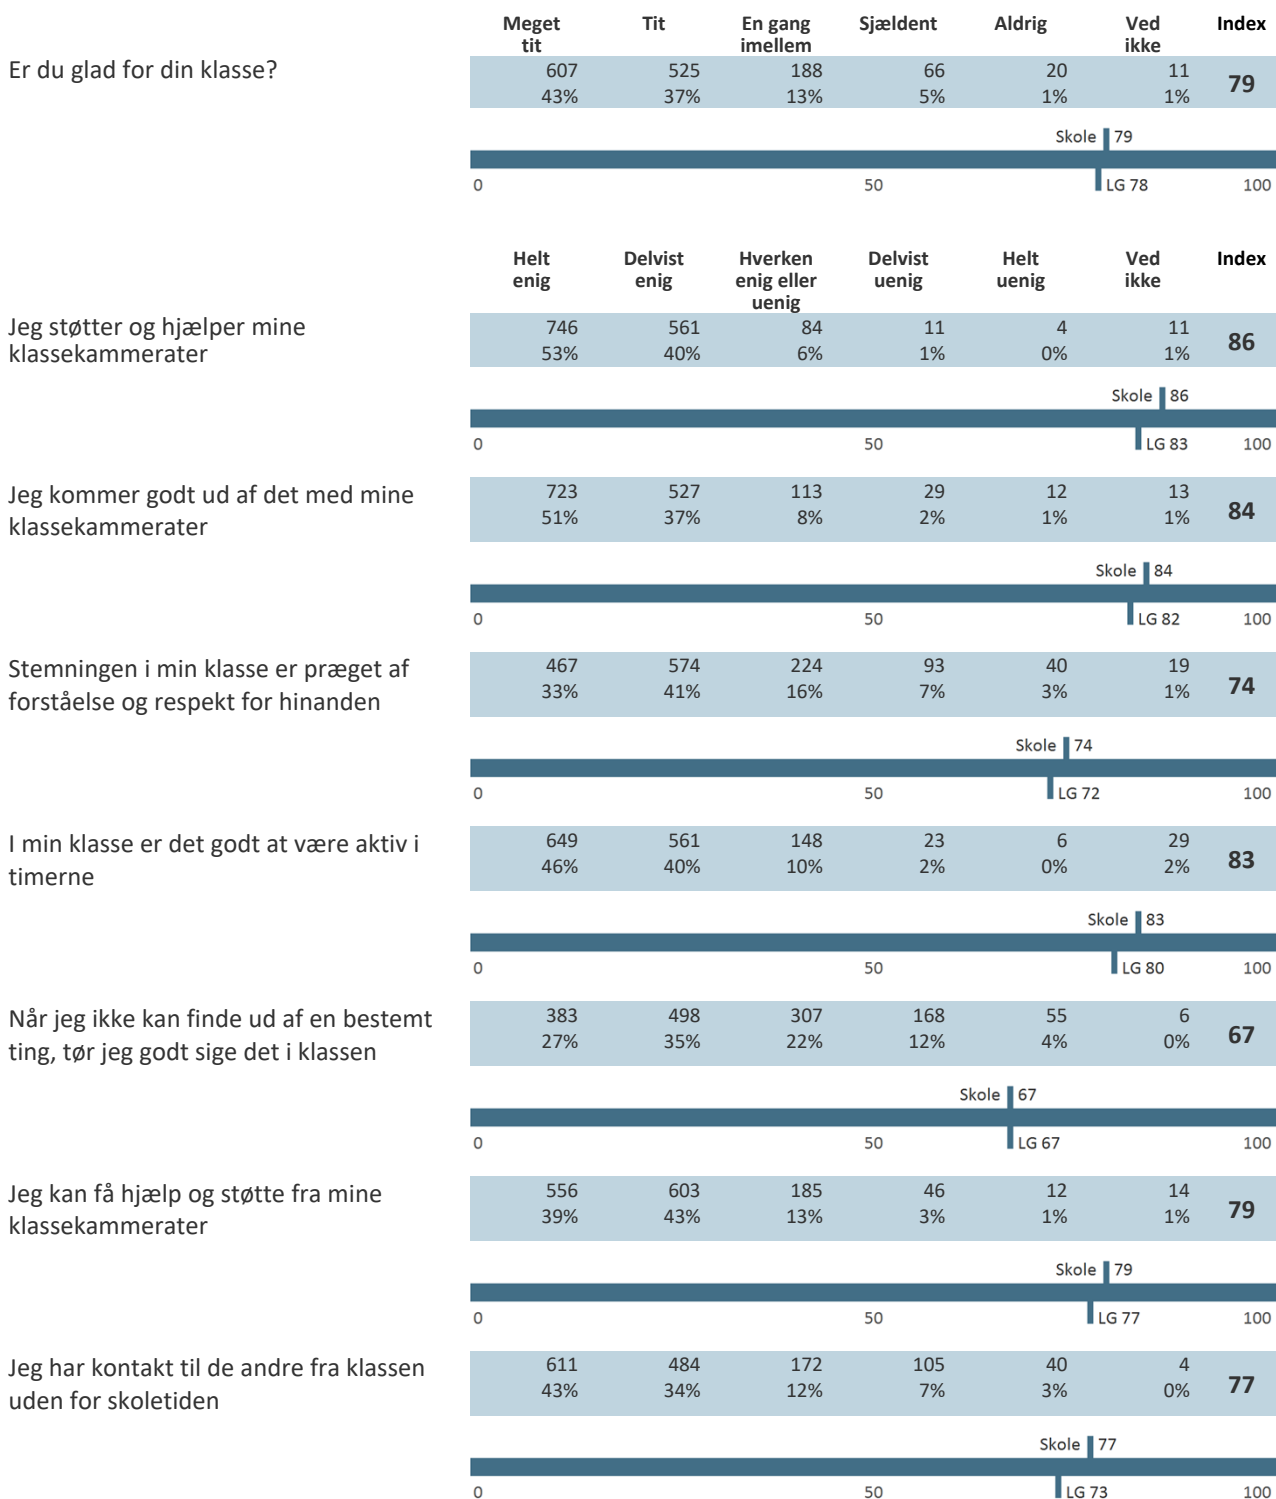 Meget tit Tit En gang imellem Sjældent Aldrig Ved ikke Index
Er du glad for din klasse?
607 525 188 66 20 11 79
43% 37% 13% 5% 1% 1%
Skole 79
0 50 LG 78 100
Helt enig Delvist enig Hverken enig eller uenig Delvist uenig Helt uenig Ved ikke Index
Jeg støtter og hjælper mine
klassekammerater
746 561 84 11 4 11 86
53% 40% 6% 1% 0% 1%
Skole 86
0 50 LG 83 100
Jeg kommer godt ud af det med mine
klassekammerater
723 527 113 29 12 13 84
51% 37% 8% 2% 1% 1%
Skole 84
0 50 LG 82 100
Stemningen i min klasse er præget af
forståelse og respekt for hinanden
467 574 224 93 40 19 74
33% 41% 16% 7% 3% 1%
Skole 74
0 50 LG 72 100
I min klasse er det godt at være aktiv i
timerne
649 561 148 23 6 29 83
46% 40% 10% 2% 0% 2%
Skole 83
0 50 LG 80 100
Når jeg ikke kan finde ud af en bestemt
ting, tør jeg godt sige det i klassen
383 498 307 168 55 6 67
27% 35% 22% 12% 4% 0%
Skole 67
0 50 LG 67 100
Jeg kan få hjælp og støtte fra mine
klassekammerater
556 603 185 46 12 14 79
39% 43% 13% 3% 1% 1%
Skole 79
0 50 LG 77 100
Jeg har kontakt til de andre fra klassen
uden for skoletiden
611 484 172 105 40 4 77
43% 34% 12% 7% 3% 0%
Skole 77
0 50 LG 73 100